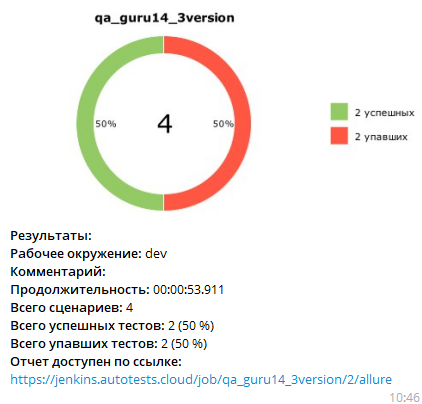 qa_guru14_3version
50%
4
50%
2 успешных
2 упавших
Результаты:
Рабочее окружение: dev
Комментарий:
Продолжительность: 00:00:53.911
Всего сценариев: 4
Всего успешных тестов: 2 (50 %)
Всего упавших тестов: 2 (50 %)
Отчет доступен по ссылке:
https://jenkins.autotests.cloud/job/qa_guru14_3version/2/allure
10:46